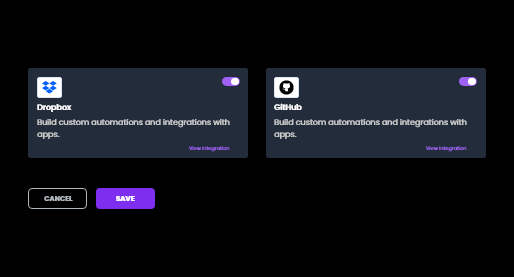 Dropbox
Build custom automations and integrations with
apps.
View Integration
GitHub
Build custom automations and integrations with
apps.
View Integration
CANCEL
SAVE